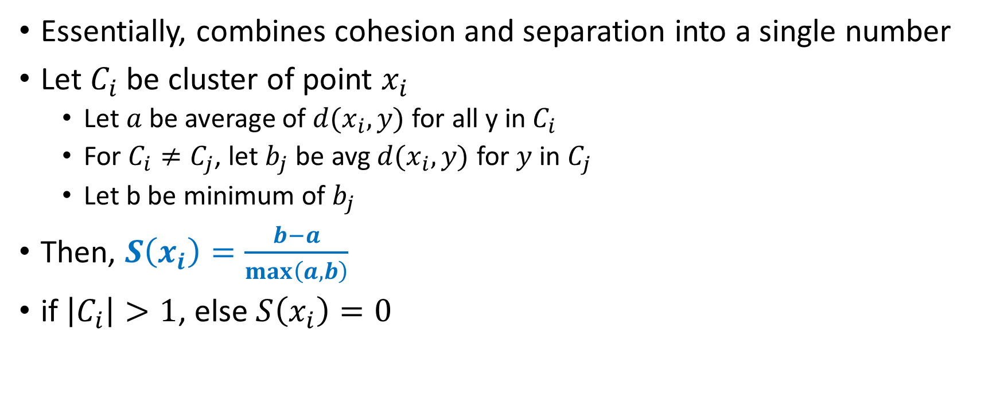 • Essentially, combines cohesion and separation into a single number
• Let $C_i$ be cluster of point $x_i$
• Let $a$ be average of $d(x_i, y)$ for all y in $C_i$
• For $C_i \neq C_j$, let $b_j$ be avg $d(x_i, y)$ for $y$ in $C_j$
• Let b be minimum of $b_j$
• Then, $S(x_i) = \frac{b-a}{\max(a,b)}$
• if $|C_i| > 1$, else $S(x_i) = 0$